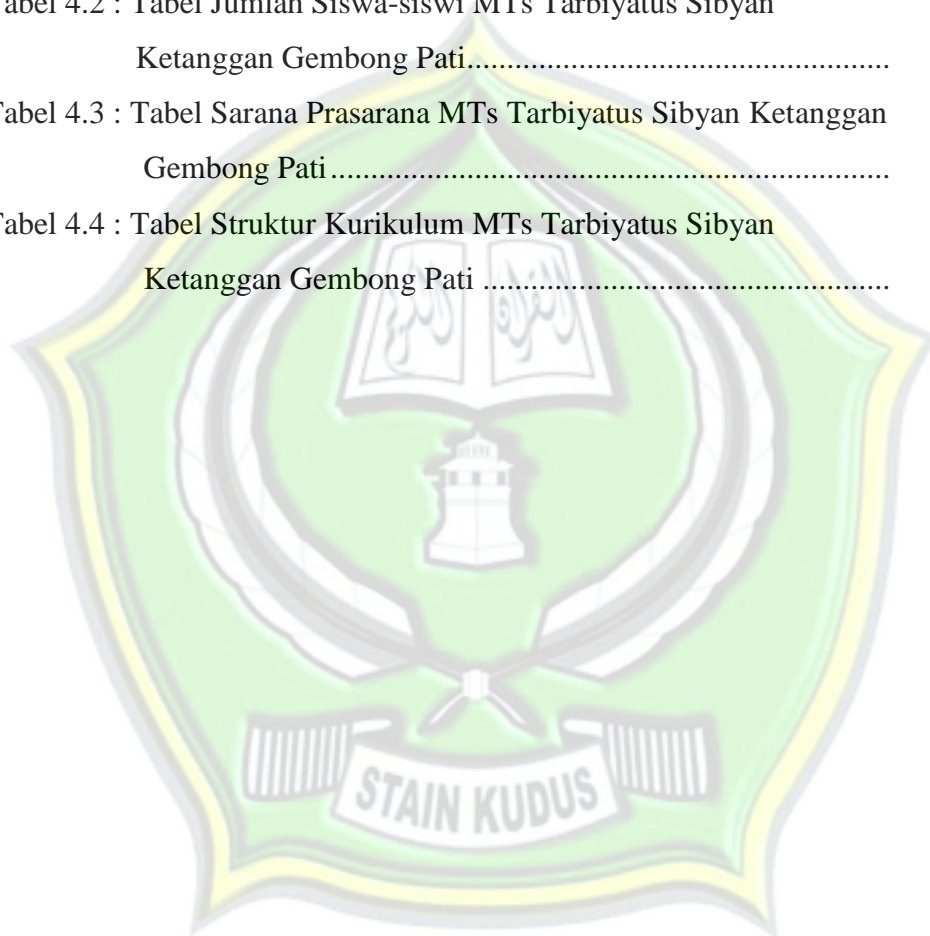 Tabel 4.2 : Tabel Jumlah Siswa-siswi MTs Tarbiyatus Sibyan
Ketanggan Gembong Pati.....................................................
Tabel 4.3 : Tabel Sarana Prasarana MTs Tarbiyatus Sibyan Ketanggan
Gembong Pati......................................................................
Tabel 4.4 : Tabel Struktur Kurikulum MTs Tarbiyatus Sibyan
Ketanggan Gembong Pati ...................................................
STAIN KUDUS